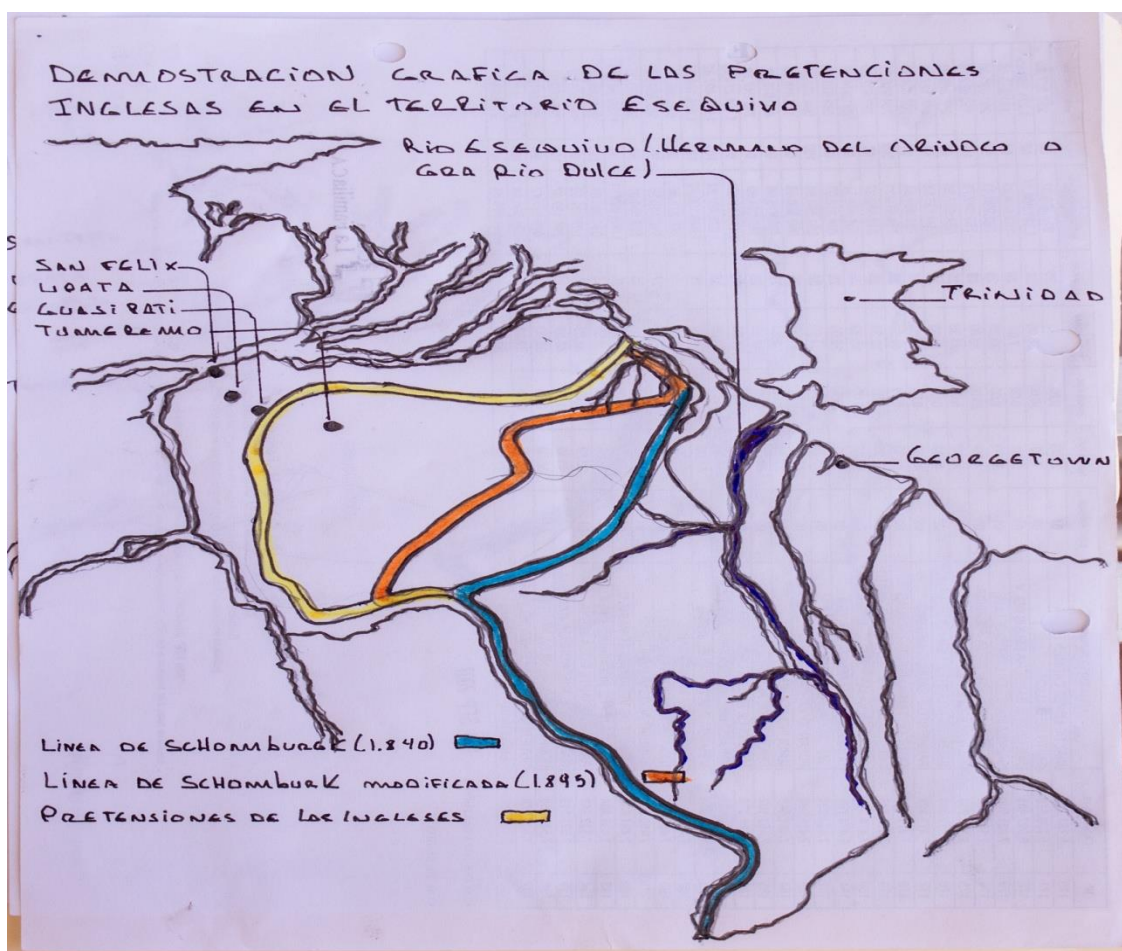 DEMOSTRACION GRAFICA DE LAS PRETENCIONES
INGLESAS EN EL TERRITORIO ESEQUIVO
RIO ESEQUIVO (HERMANO DEL ORINOCO O
GRA RIO DULCE)
SAN FELIX
UPATA
GUASIPATI
TUMEREMO
TRINIDAD
GEORGETOWN
LINEA DE SCHOMBURGK (1.840)
LÍNEA DE SCHOMBURK MODIFICADA (1.895)
PRETENSIONES DE LOS INGLESES